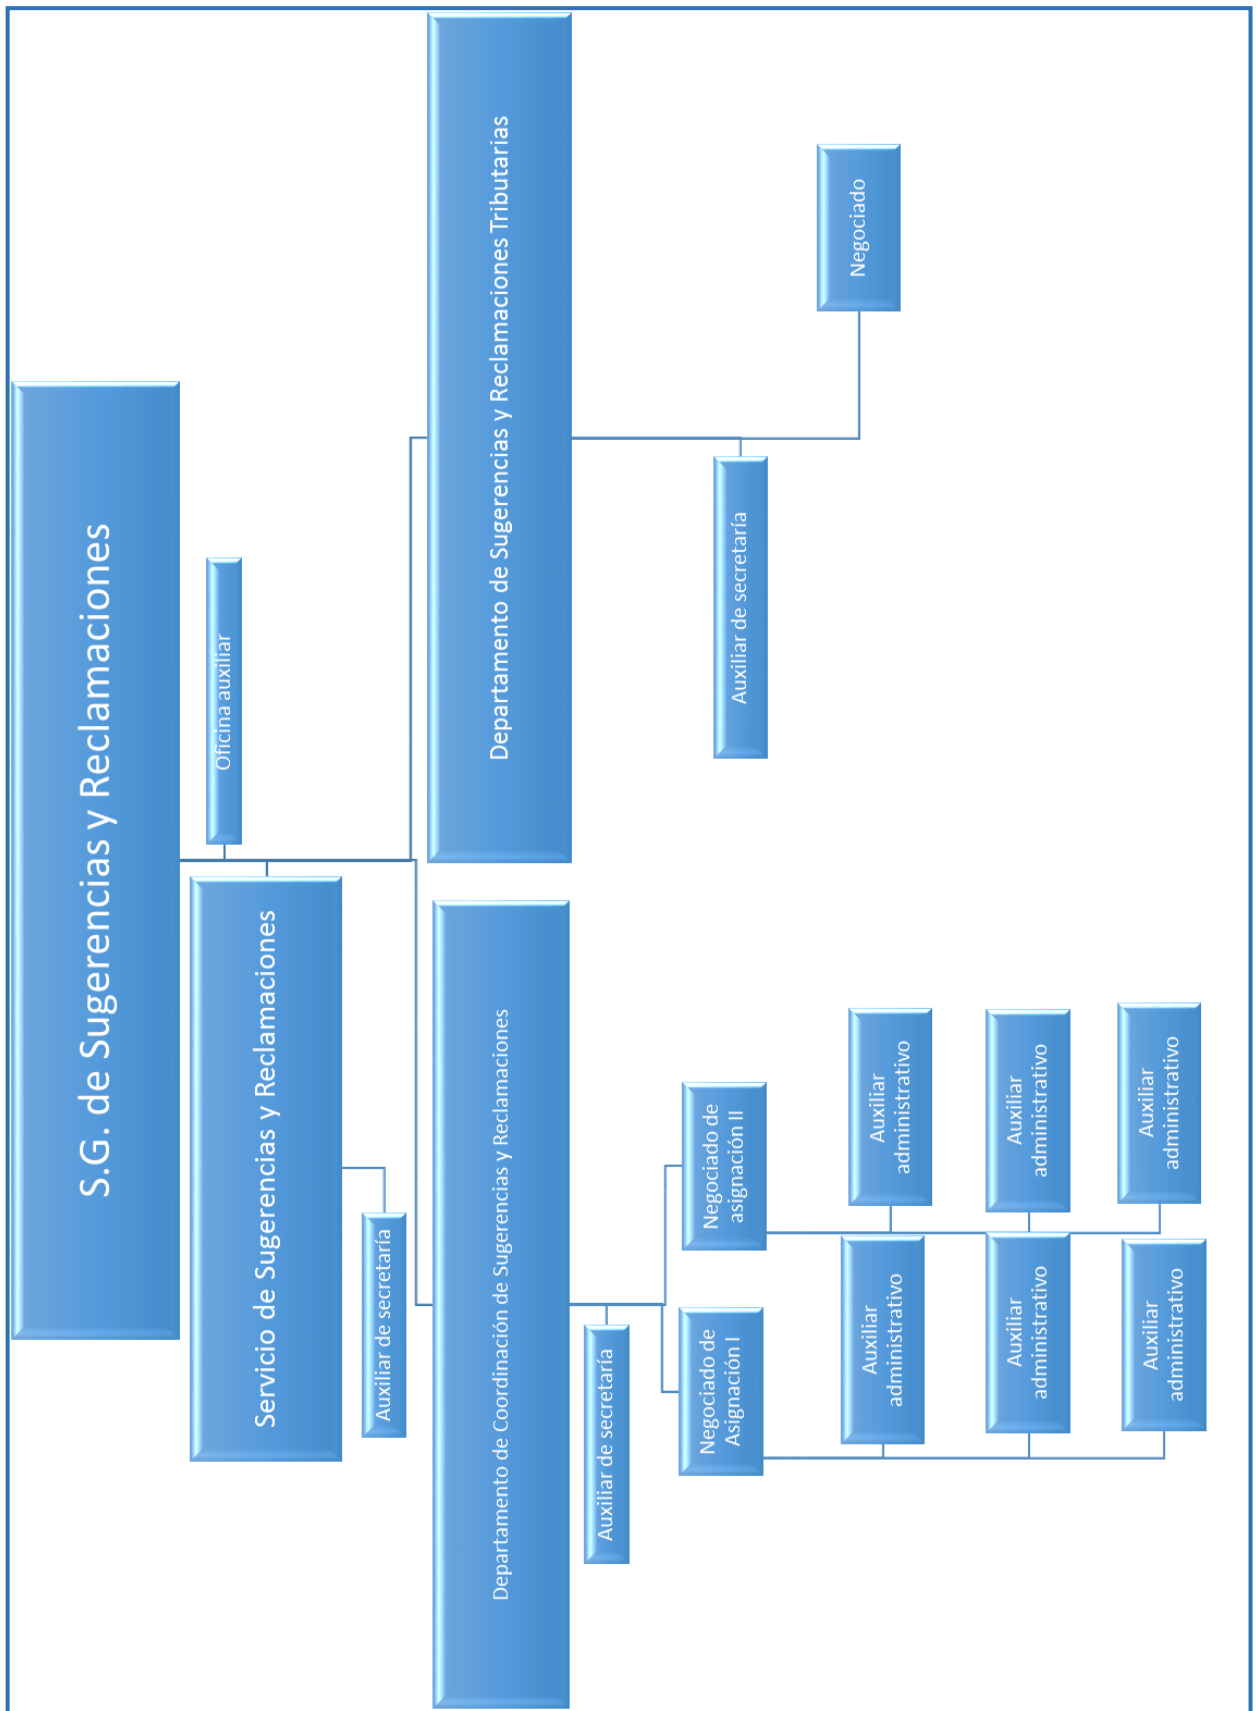 S.G. de Sugerencias y Reclamaciones
Oficina auxiliar
Servicio de Sugerencias y Reclamaciones
Auxiliar de secretaría
Departamento de Coordinación de Sugerencias y Reclamaciones
Auxiliar de secretaría
Negociado de
Asignación I
Auxiliar
administrativo
Auxiliar
administrativo
Auxiliar
administrativo
Negociado de
asignación II
Auxiliar
administrativo
Auxiliar
administrativo
Auxiliar
administrativo
Departamento de Sugerencias y Reclamaciones Tributarias
Auxiliar de secretaría
Negociado